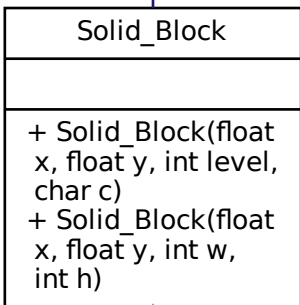 Solid_Block
+ Solid_Block(float
x, float y, int level,
char c)
+ Solid_Block(float
x, float y, int w,
int h)